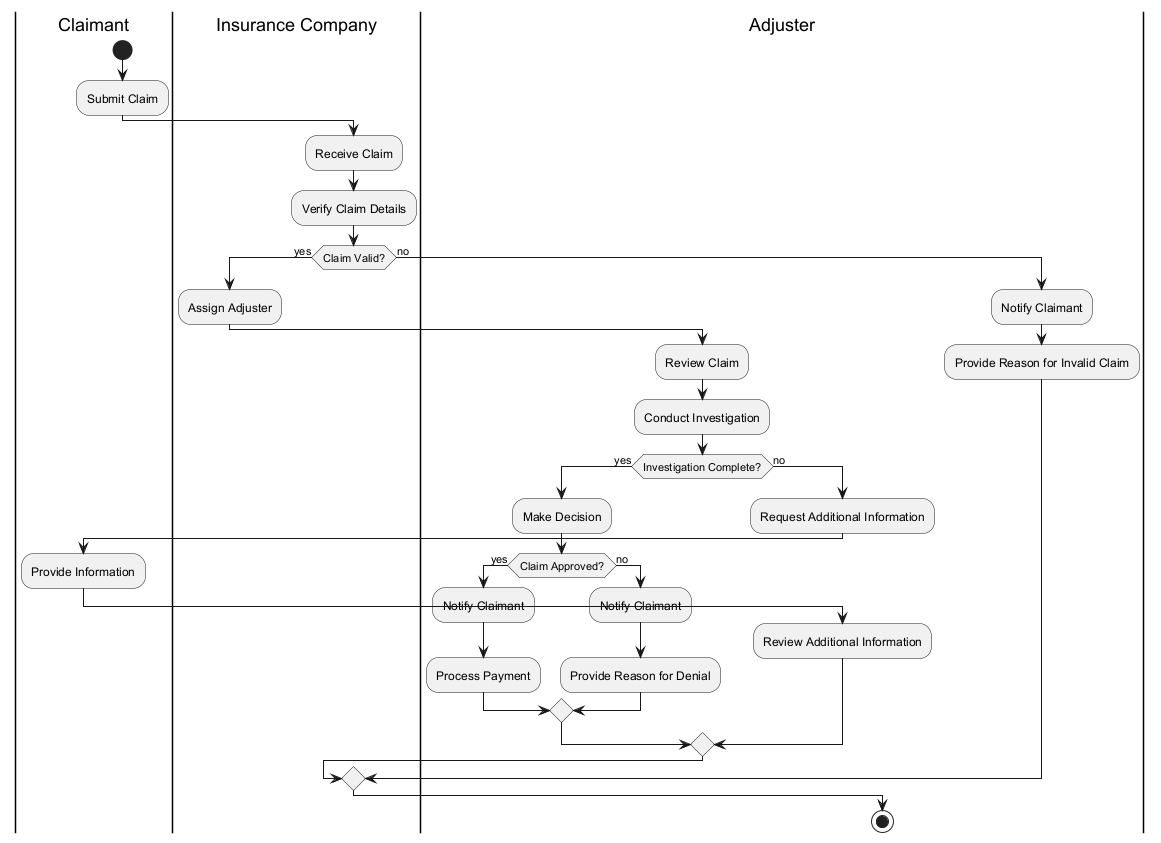 Claimant
Insurance Company
Adjuster
Submit Claim
Receive Claim
Verify Claim Details
yes
Claim Valid?
no
Assign Adjuster
Notify Claimant
Review Claim
Provide Reason for Invalid Claim
Conduct Investigation
yes
Investigation Complete?
no
Make Decision
Request Additional Information
Provide Information
yes
Claim Approved?
no
Notify Claimant
Notify Claimant
Review Additional Information
Process Payment
Provide Reason for Denial